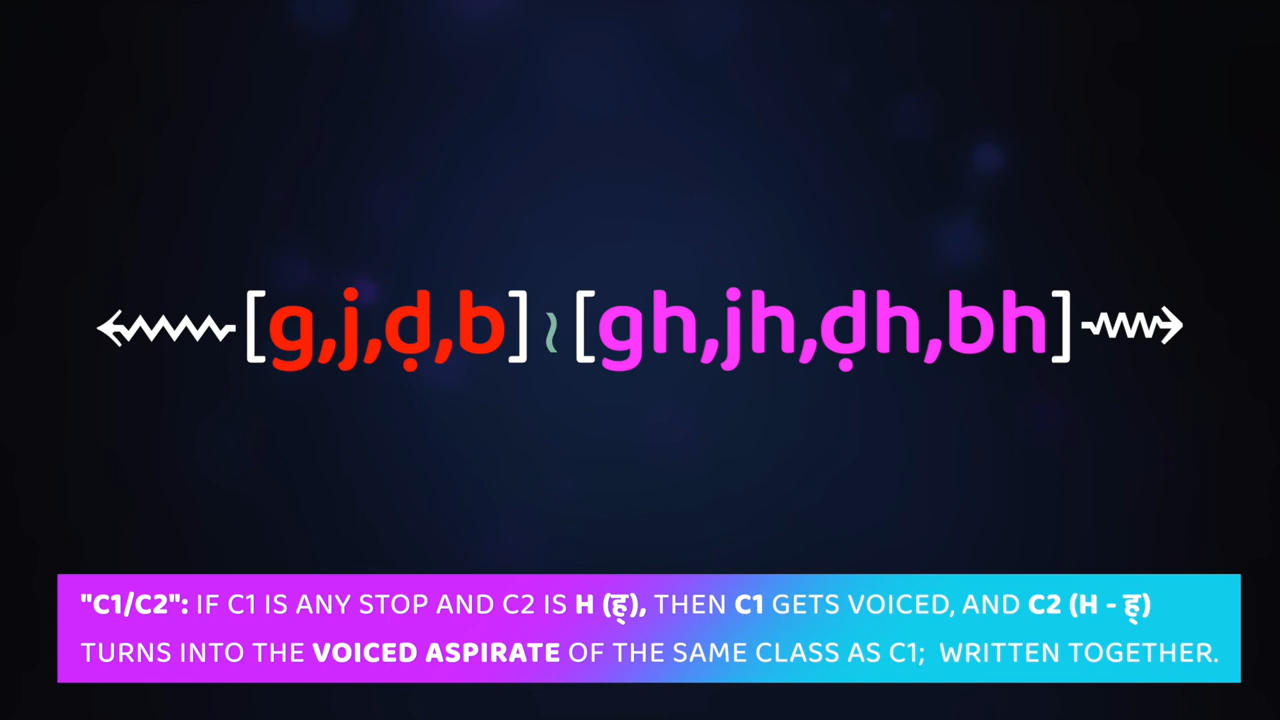 [g,j,ḍ,b] ~ [gh,jh,ḍh,bh]
"C1/C2": IF C1 IS ANY STOP AND C2 IS H (ह्), THEN C1 GETS VOICED, AND C2 (H - ह्)
TURNS INTO THE VOICED ASPIRATE OF THE SAME CLASS AS C1; WRITTEN TOGETHER.